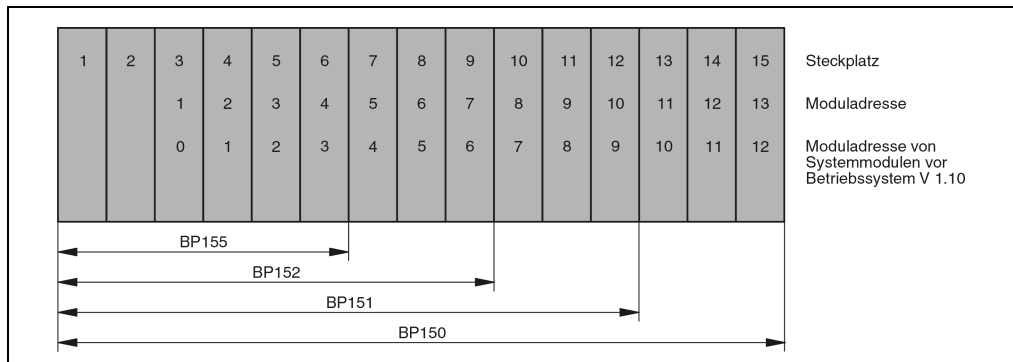 1 2 3 4 5 6 7 8 9 10 11 12 13 14 15 Steckplatz
1 2 3 4 5 6 7 8 9 10 11 12 13 Moduladresse
0 1 2 3 4 5 6 7 8 9 10 11 12 Moduladresse von
Systemmodulen vor
Betriebssystem V 1.10
BP155
BP152
BP151
BP150